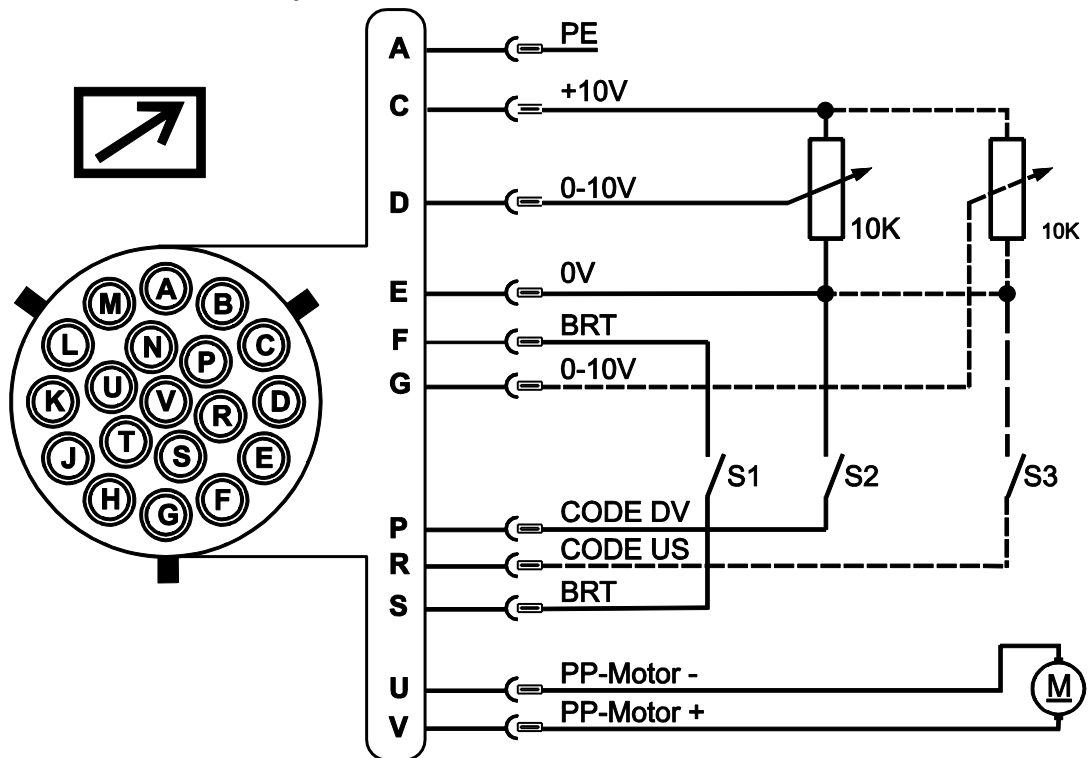 A PE
C +10V
D 0-10V
10K 10K
E 0V
F BRT
G 0-10V
S1 S2 S3
P CODE DV
R CODE US
S BRT
U PP-Motor -
V PP-Motor +
M
M A B
L N P C
K U V R D
J T S E
H G F